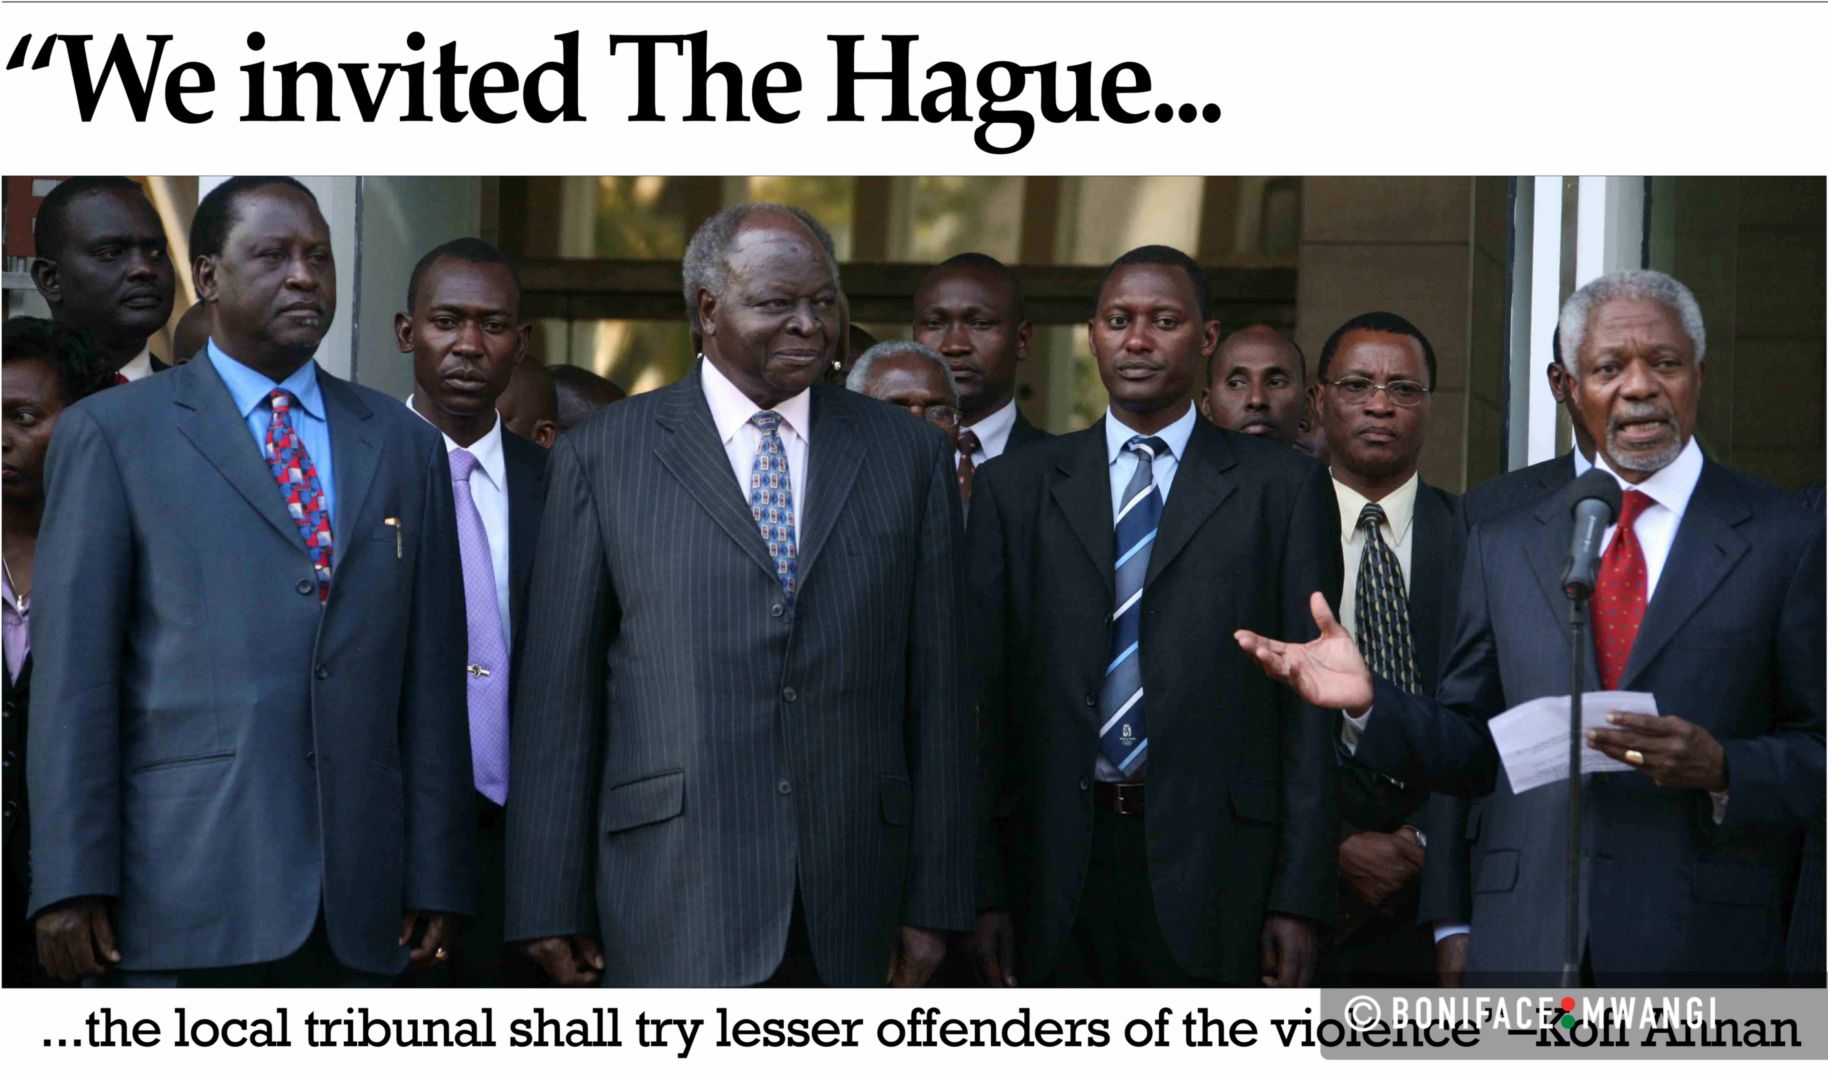 “We invited The Hague...
...the local tribunal shall try lesser offenders of the violence” –Kofi Annan
© BONIFACE MWANGI